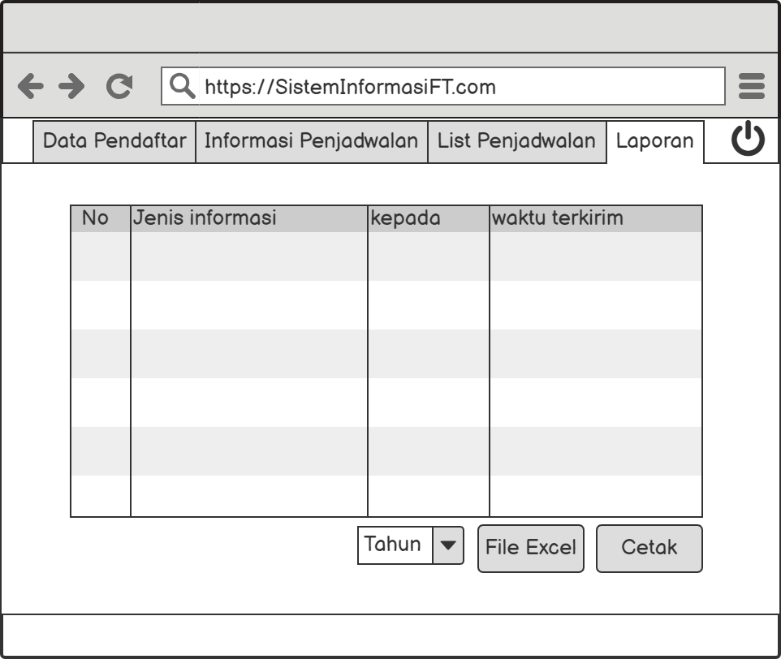 https://SistemInformasiFT.com
Data Pendaftar Informasi Penjadwalan List Penjadwalan Laporan
No Jenis informasi kepada waktu terkirim
Tahun File Excel Cetak